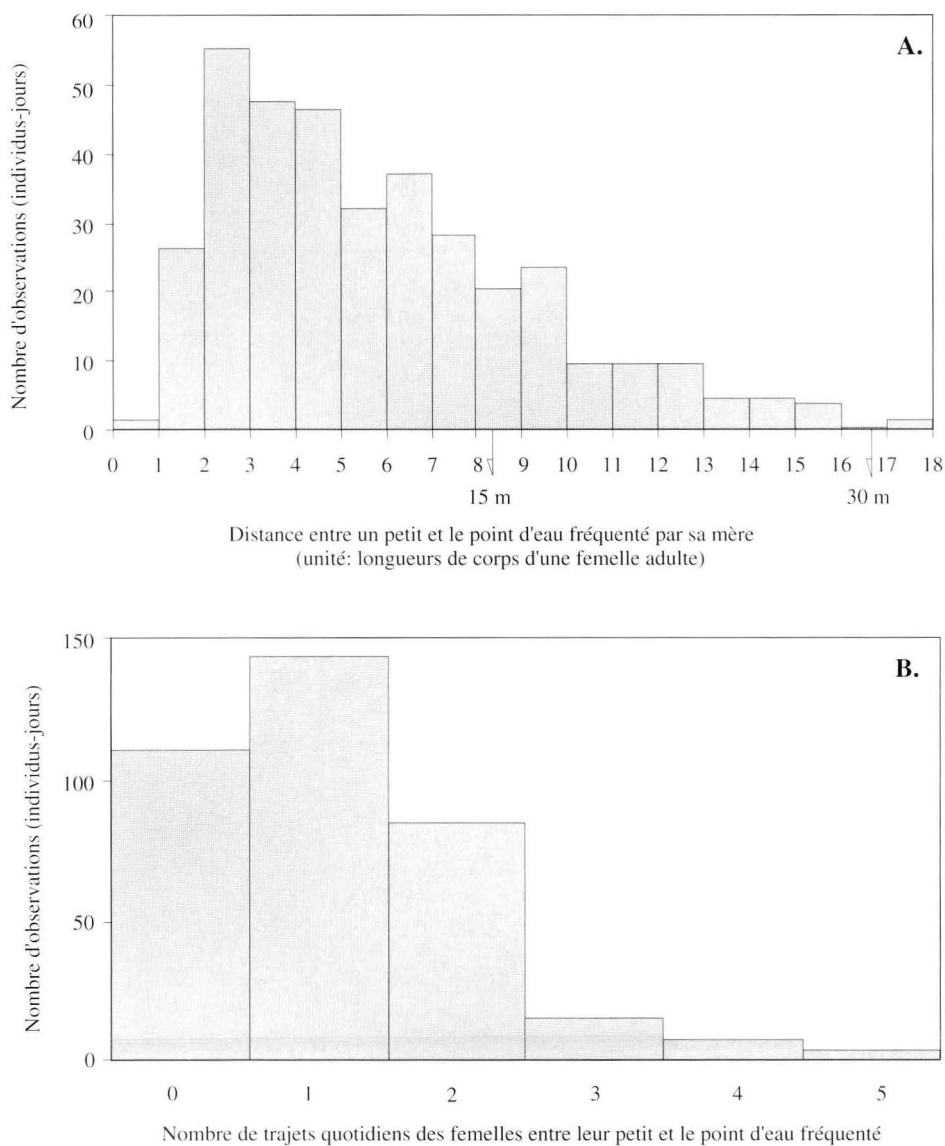 A.
Nombre d'observations (individus-jours)
60
50
40
30
20
10
0
0 1 2 3 4 5 6 7 8 9 10 11 12 13 14 15 16 17 18
15 m 30 m
Distance entre un petit et le point d'eau fréquenté par sa mère
(unité: longueurs de corps d'une femelle adulte)
B.
Nombre d'observations (individus-jours)
150
100
50
0
0 1 2 3 4 5
Nombre de trajets quotidiens des femelles entre leur petit et le point d'eau fréquenté